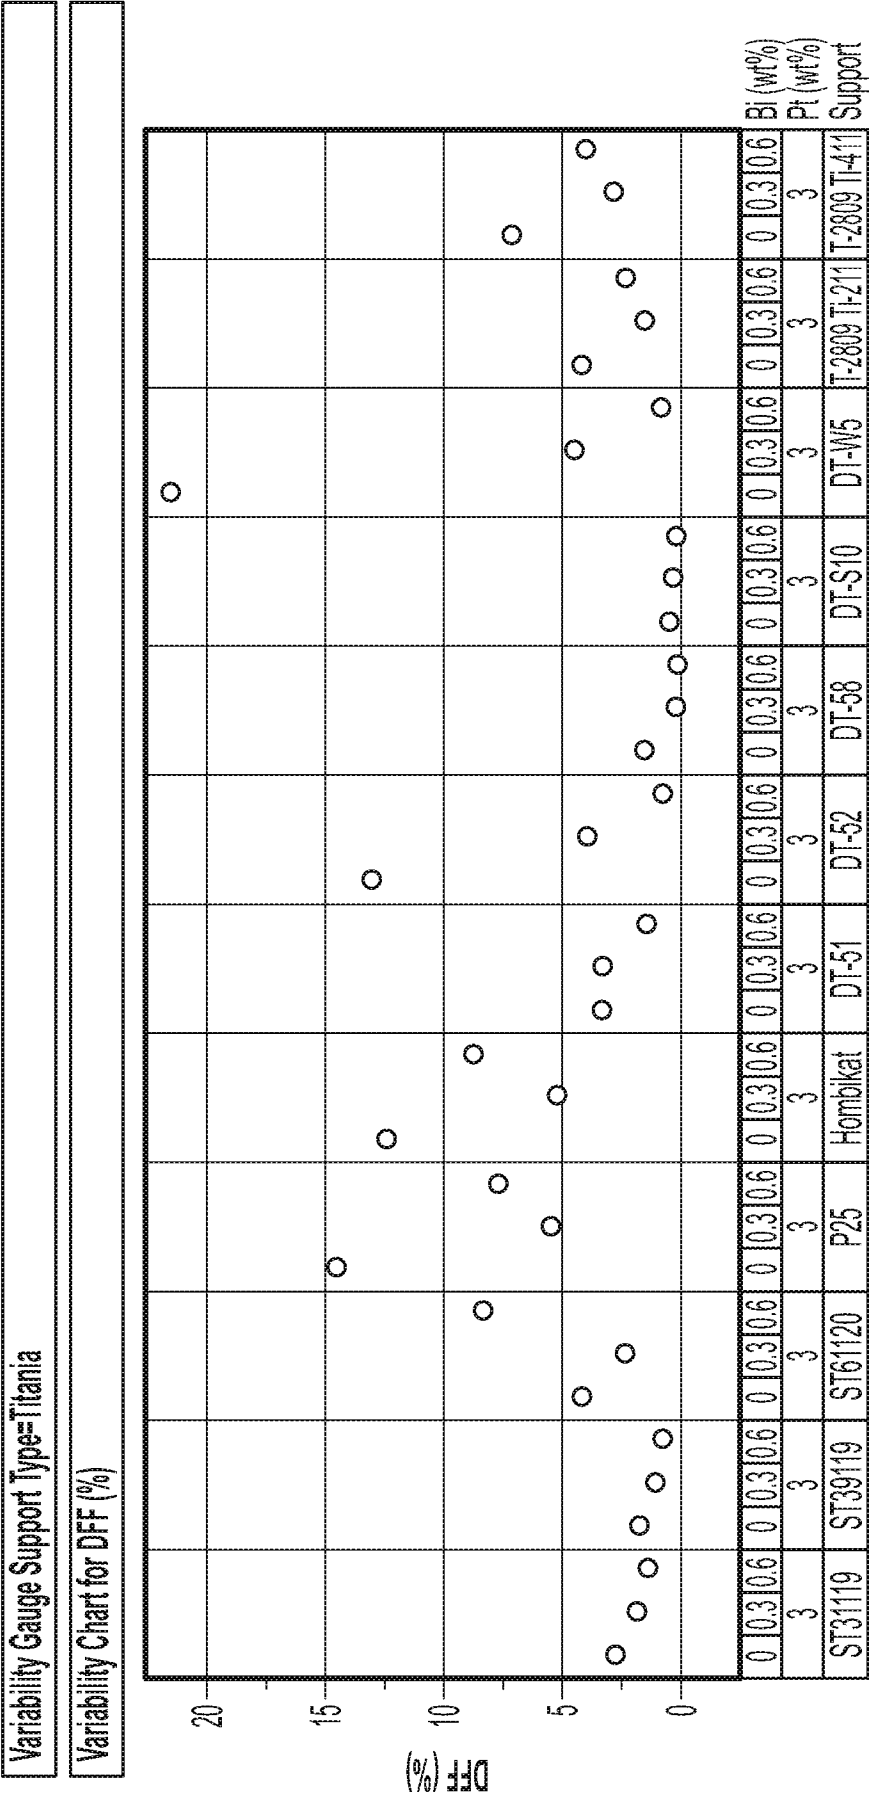 Variability Gauge Support Type=Titania
Variability Chart for DFF (%)
DFF (%)
20
15
10
5
0
0 0.3 0.6 0 0.3 0.6 0 0.3 0.6 0 0.3 0.6 0 0.3 0.6 0 0.3 0.6 0 0.3 0.6 0 0.3 0.6 0 0.3 0.6 0 0.3 0.6 0 0.3 0.6 0 0.3 0.6 Bi (wt%)
3 3 3 3 3 3 3 3 3 3 3 3 Pt (wt%)
ST31119 ST39119 ST61120 P25 Hombikat DT-51 DT-52 DT-58 DT-S10 DT-W5 T-2809 Ti-211 T-2809 Ti-411 Support